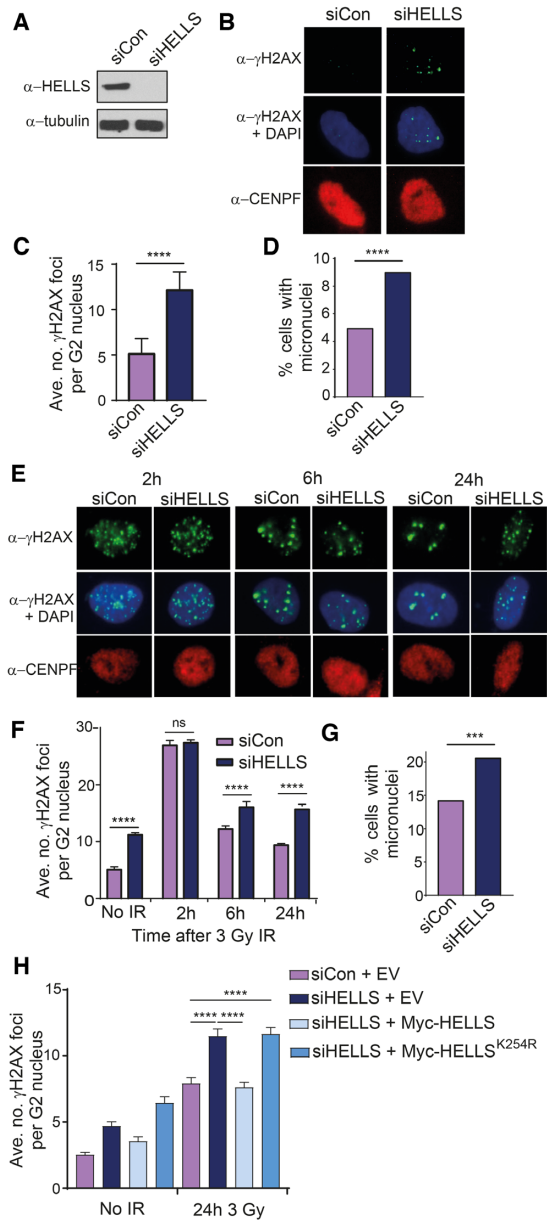 A
siCon
siHELLS
α–HELLS
α–tubulin
B
siCon
siHELLS
α–γH2AX
α–γH2AX
+ DAPI
α–CENPF
C
Ave. no. γH2AX foci
per G2 nucleus
15
10
5
0
****
siCon
siHELLS
D
% cells with
micronuclei
10
8
6
4
2
0
****
siCon
siHELLS
E
2h
6h
24h
siCon
siHELLS
siCon
siHELLS
siCon
siHELLS
α–γH2AX
α–γH2AX
+ DAPI
α–CENPF
F
Ave. no. γH2AX foci
per G2 nucleus
30
20
10
0
siCon
siHELLS
****
ns
****
****
No IR
2h
6h
24h
Time after 3 Gy IR
G
% cells with
micronuclei
20
15
10
5
0
***
siCon
siHELLS
H
Ave. no. γH2AX foci
per G2 nucleus
10
5
0
siCon + EV
siHELLS + EV
siHELLS + Myc-HELLS
siHELLS + Myc-HELLS K254R
****
****
****
No IR
24h 3 Gy